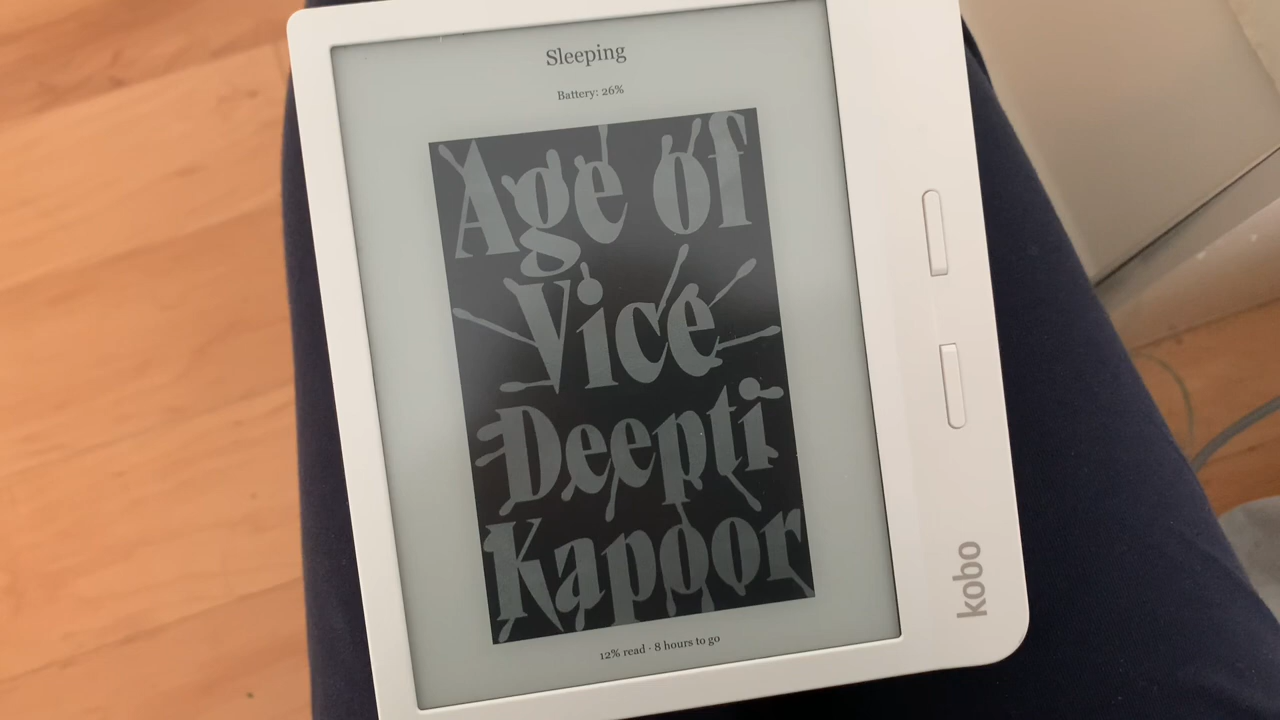 Sleeping
Battery: 26%
Age of
Vice
Deepti
Kapoor
12% read · 8 hours to go
kobo